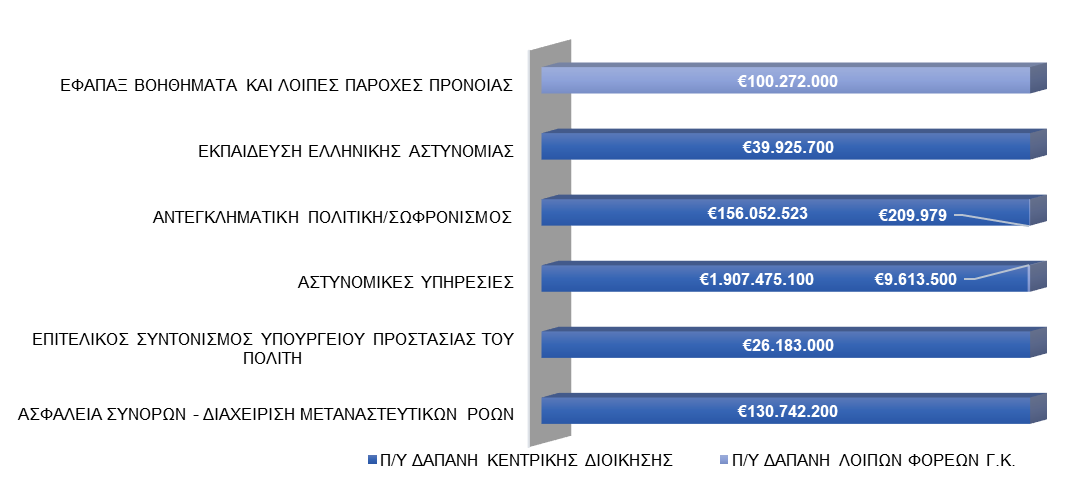 ΕΦΑΠΑΞ ΒΟΗΘΗΜΑΤΑ ΚΑΙ ΛΟΙΠΕΣ ΠΑΡΟΧΕΣ ΠΡΟΝΟΙΑΣ
€100.272.000
ΕΚΠΑΙΔΕΥΣΗ ΕΛΛΗΝΙΚΗΣ ΑΣΤΥΝΟΜΙΑΣ
€39.925.700
ΑΝΤΕΓΚΛΗΜΑΤΙΚΗ ΠΟΛΙΤΙΚΗ/ΣΩΦΡΟΝΙΣΜΟΣ
€156.052.523
€209.979
ΑΣΤΥΝΟΜΙΚΕΣ ΥΠΗΡΕΣΙΕΣ
€1.907.475.100
€9.613.500
ΕΠΙΤΕΛΙΚΟΣ ΣΥΝΤΟΝΙΣΜΟΣ ΥΠΟΥΡΓΕΙΟΥ ΠΡΟΣΤΑΣΙΑΣ ΤΟΥ
ΠΟΛΙΤΗ
€26.183.000
ΑΣΦΑΛΕΙΑ ΣΥΝΟΡΩΝ - ΔΙΑΧΕΙΡΙΣΗ ΜΕΤΑΝΑΣΤΕΥΤΙΚΩΝ ΡΟΩΝ
€130.742.200
Π/Υ ΔΑΠΑΝΗ ΚΕΝΤΡΙΚΗΣ ΔΙΟΙΚΗΣΗΣ
Π/Υ ΔΑΠΑΝΗ ΛΟΙΠΩΝ ΦΟΡΕΩΝ Γ.Κ.